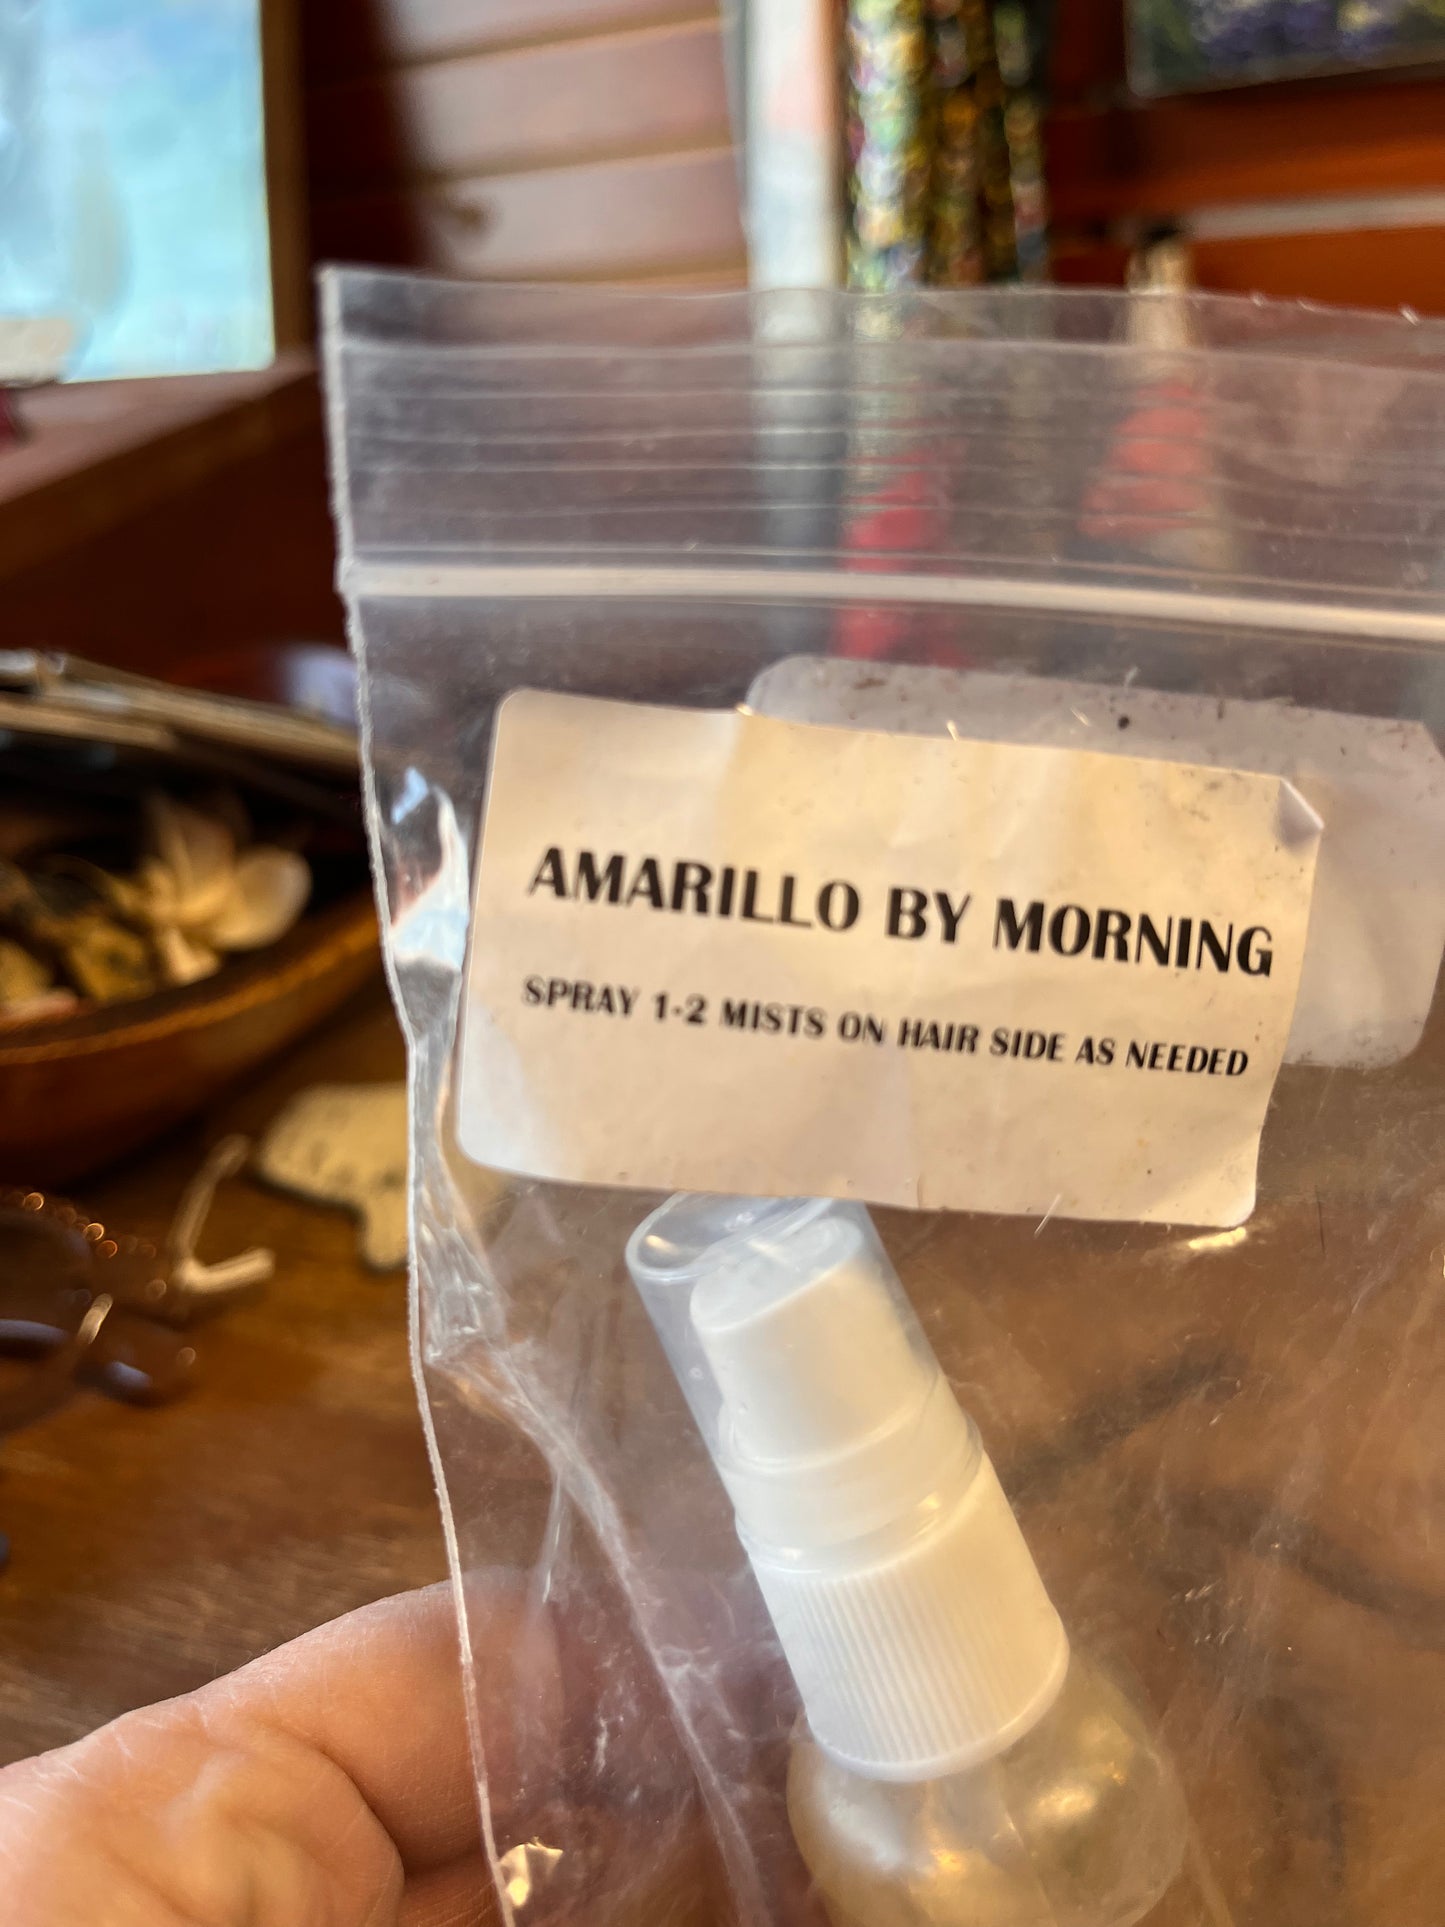 AMARILLO BY MORNING
SPRAY 1-2 MISTS ON HAIR SIDE AS NEEDED